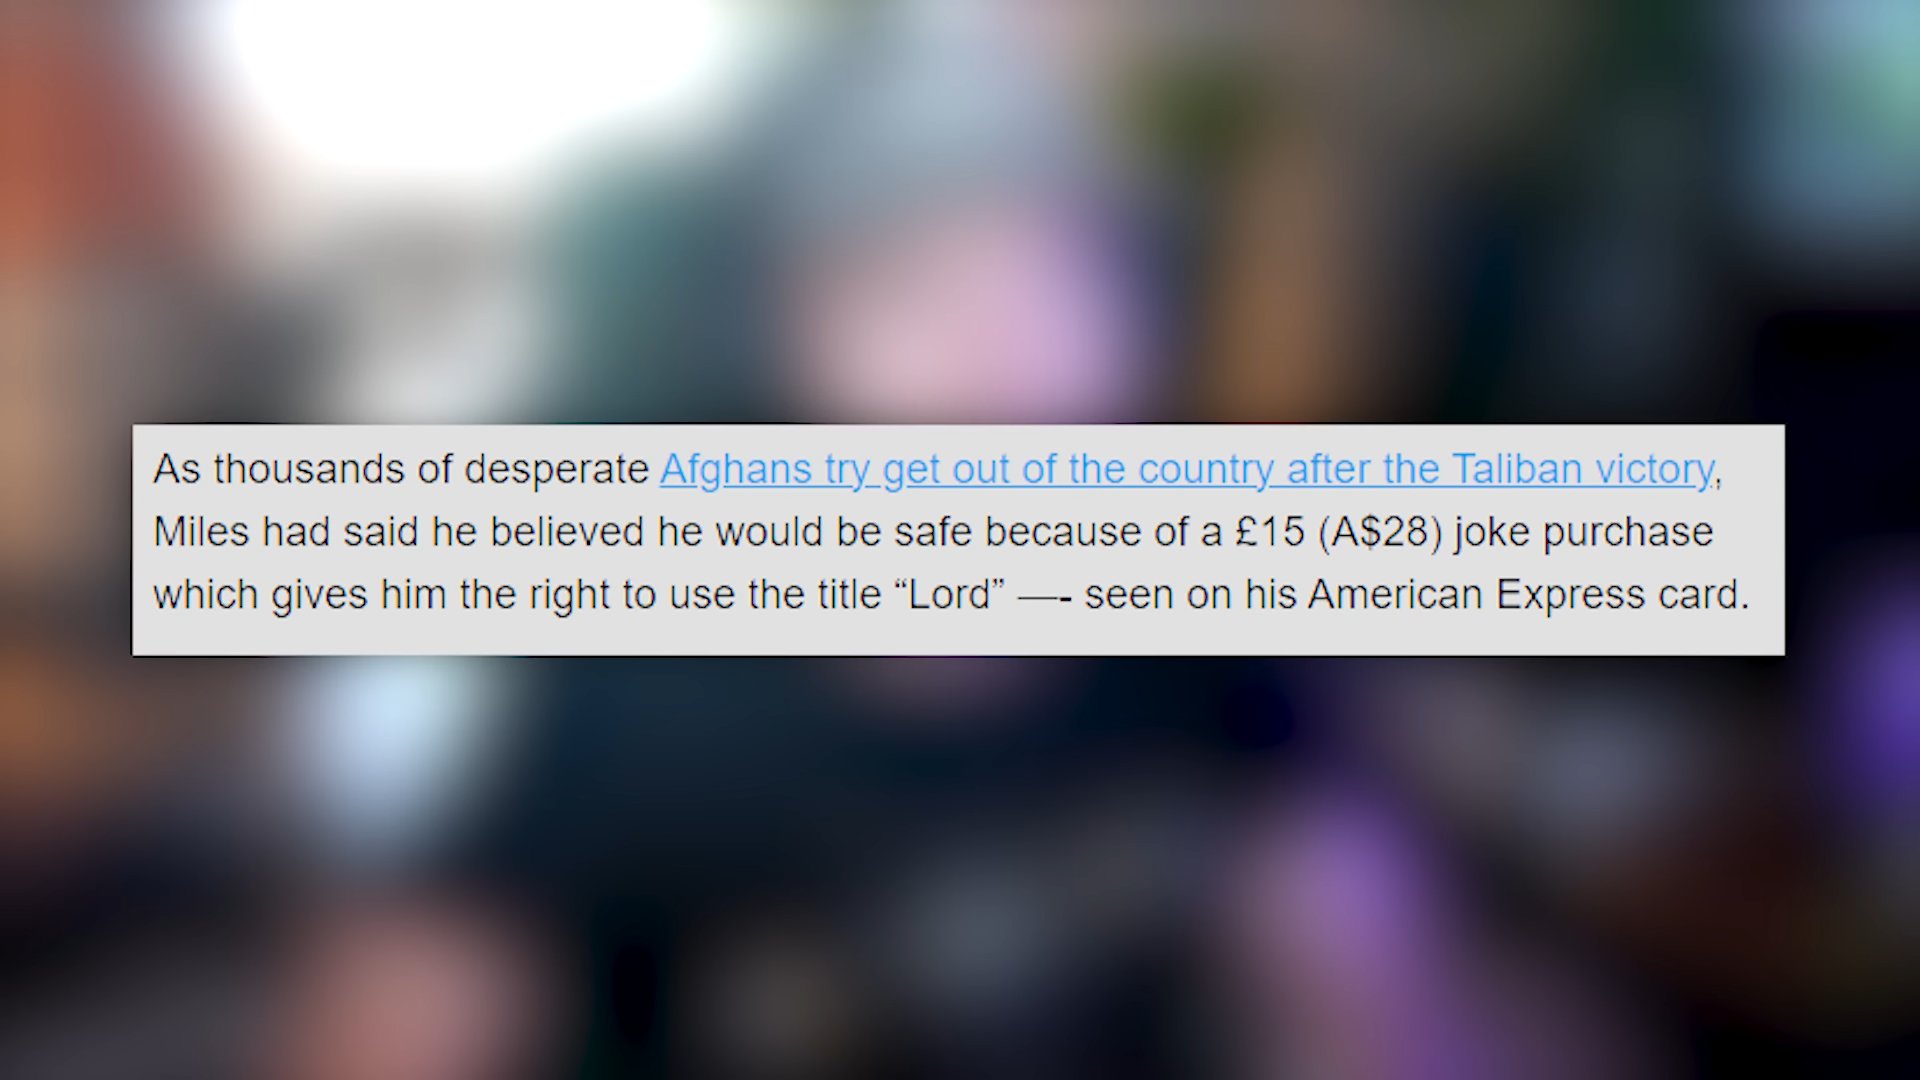 As thousands of desperate Afghans try get out of the country after the Taliban victory,
Miles had said he believed he would be safe because of a £15 (A$28) joke purchase
which gives him the right to use the title “Lord” —- seen on his American Express card.